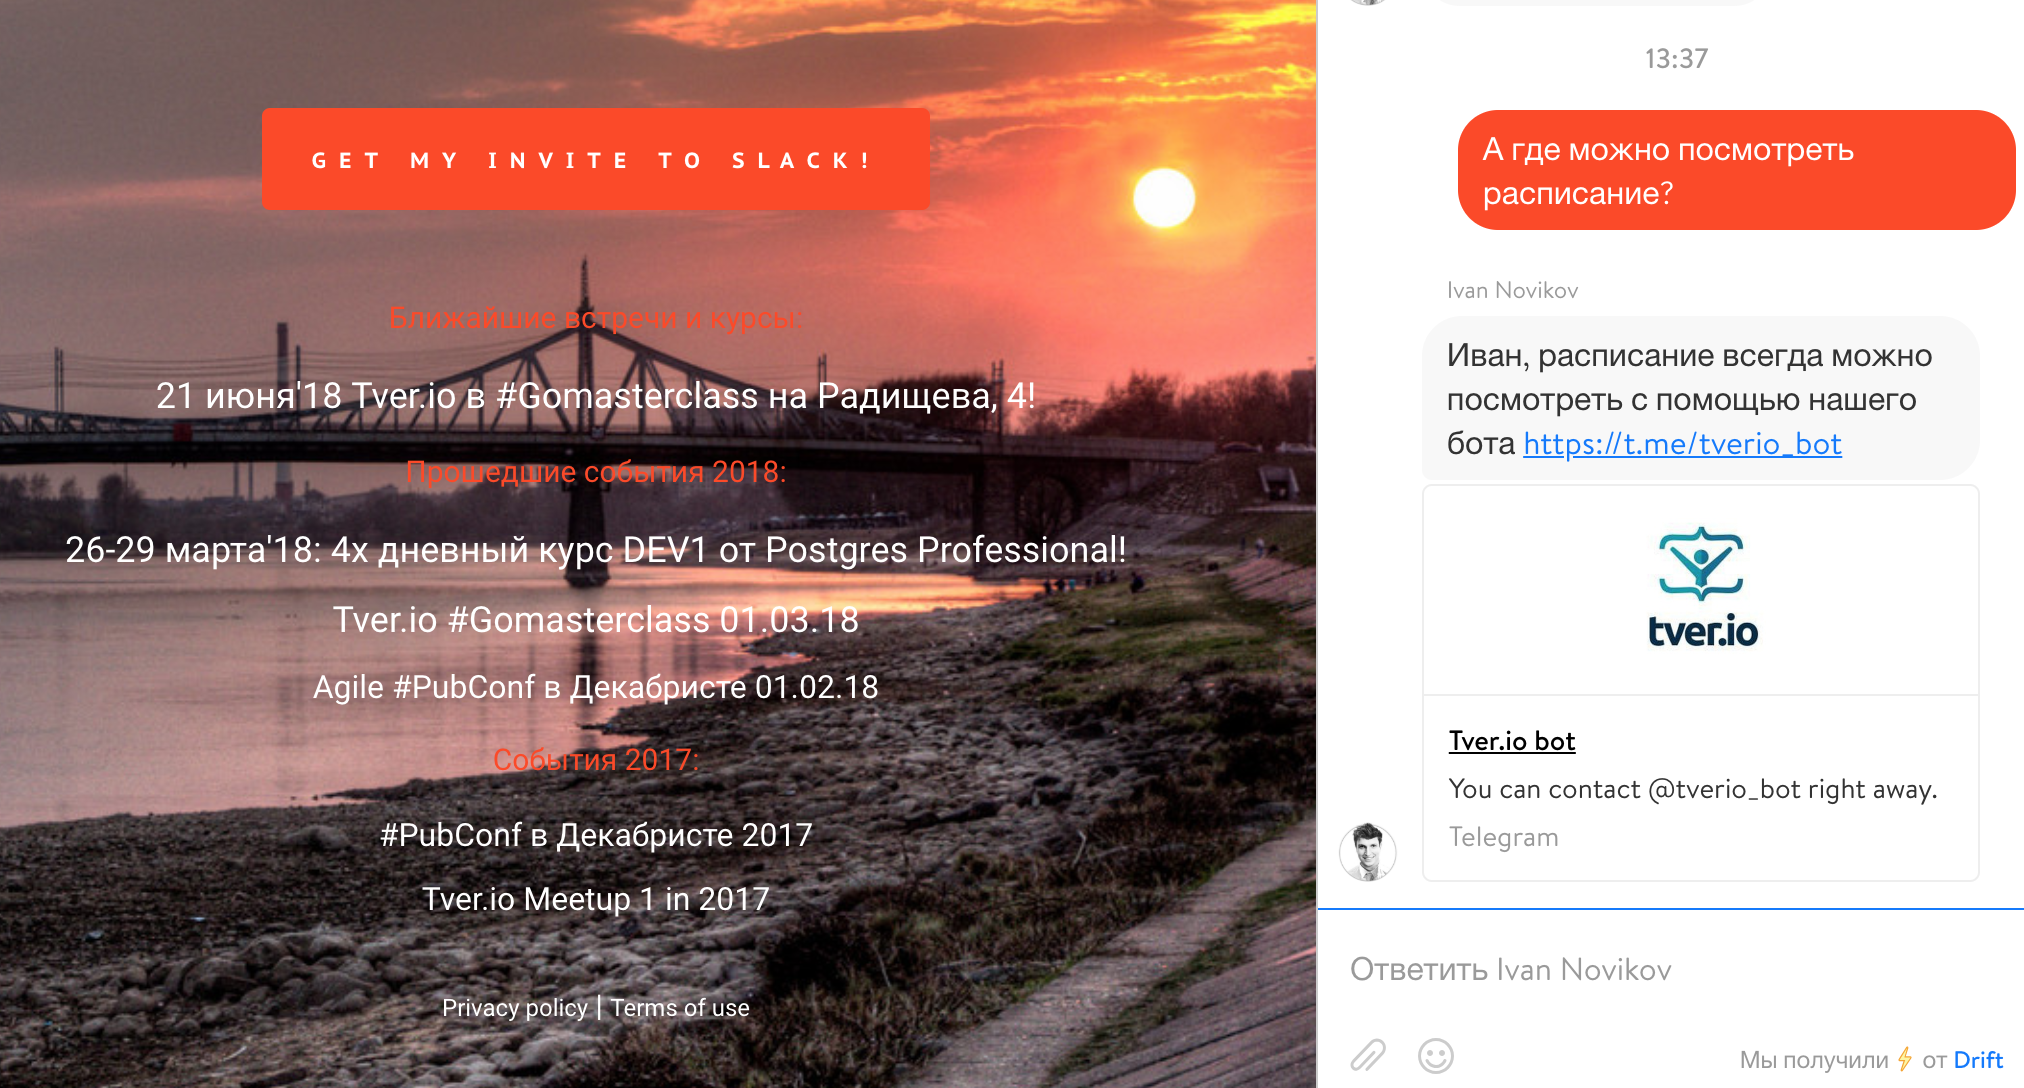 GET MY INVITE TO SLACK!
Ближайшие встречи и курсы:
21 июня'18 Tver.io в #Gomasterclass на Радищева, 4!
Прошедшие события 2018:
26-29 марта'18: 4х дневный курс DEV1 от Postgres Professional!
Tver.io #Gomasterclass 01.03.18
Agile #PubConf в Декабристе 01.02.18
События 2017:
#PubConf в Декабристе 2017
Tver.io Meetup 1 in 2017
Privacy policy | Terms of use
13:37
А где можно посмотреть
расписание?
Ivan Novikov
Иван, расписание всегда можно
посмотреть с помощью нашего
бота https://t.me/tverio_bot
tver.io
Tver.io bot
You can contact @tverio_bot right away.
Telegram
Ответить Ivan Novikov
Мы получили ⚡ от Drift